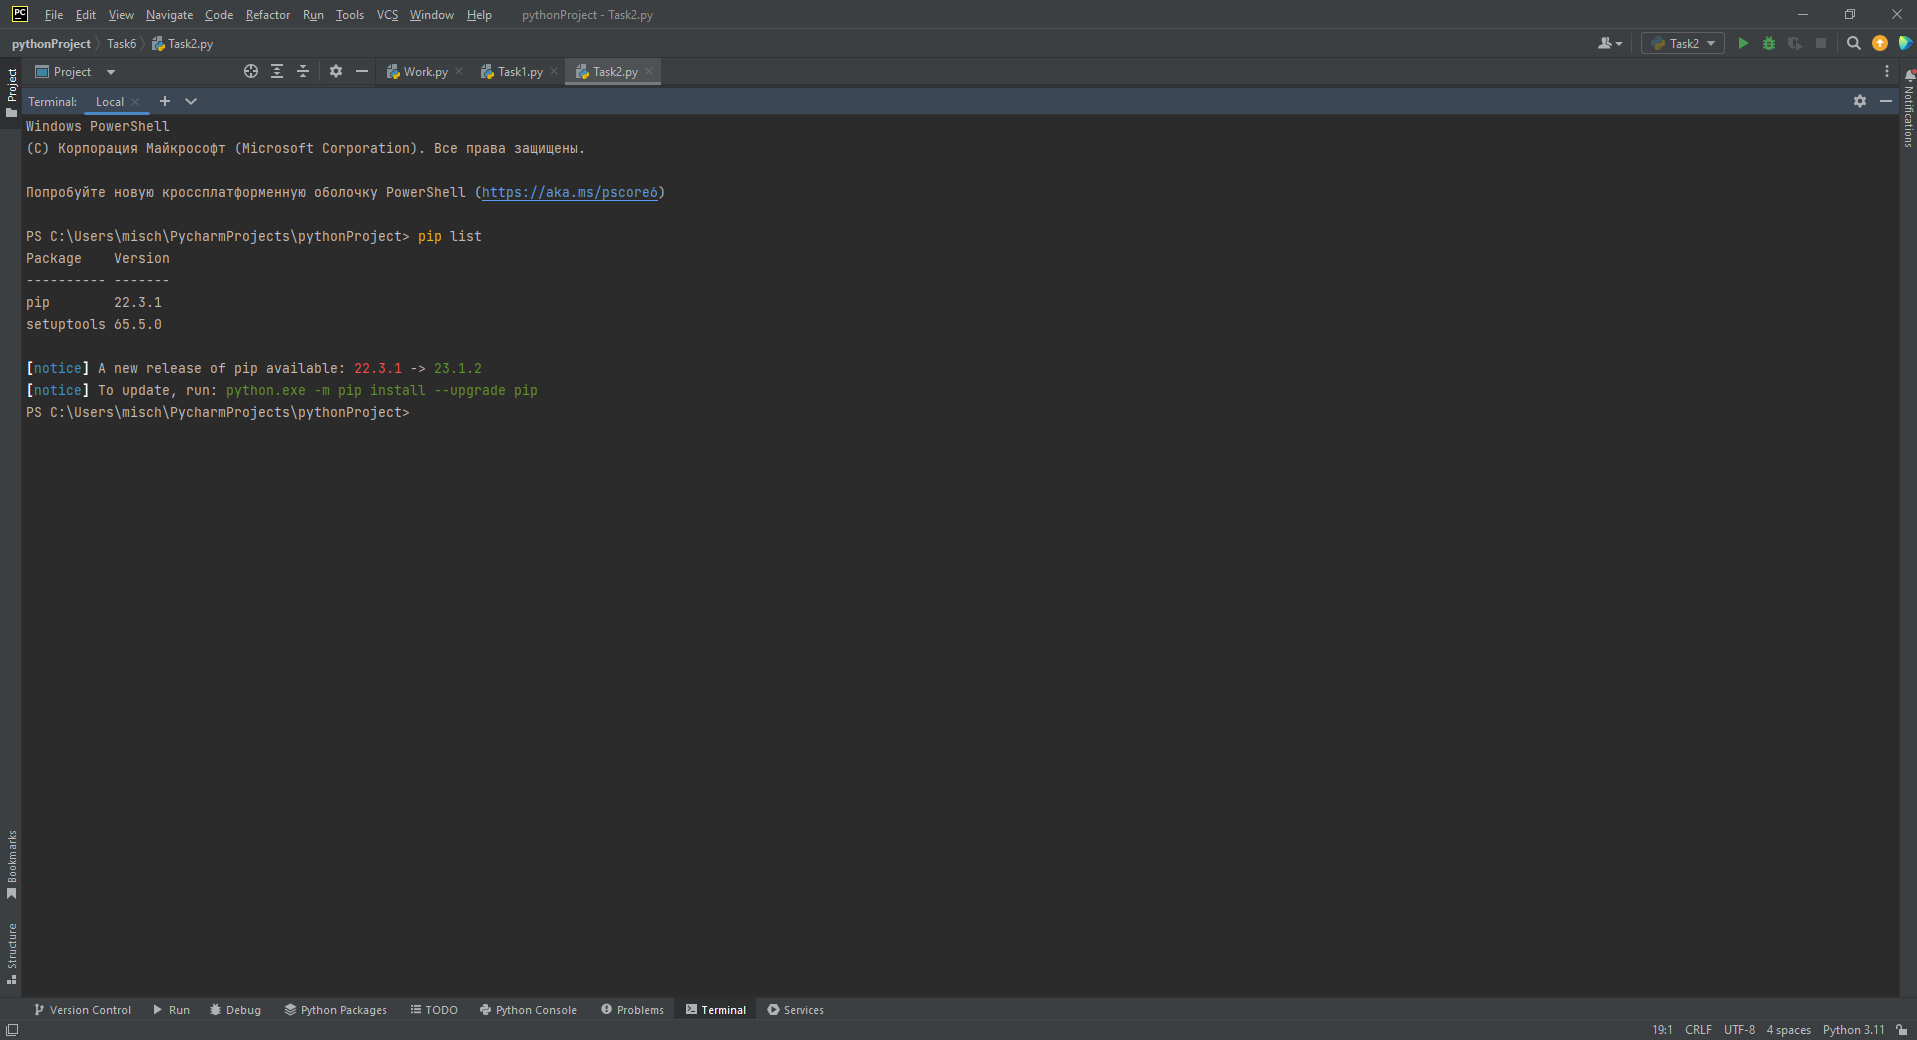 PC File Edit View Navigate Code Refactor Run Tools VCS Window Help pythonProject - Task2.py
pythonProject Task6 Task2.py Task2
Project Work.py Task1.py Task2.py
Project
Notifications
Terminal: Local
Windows PowerShell
(C) Корпорация Майкрософт (Microsoft Corporation). Все права защищены.
Попробуйте новую кроссплатформенную оболочку PowerShell (https://aka.ms/pscore6)
PS C:\Users\misch\PycharmProjects\pythonProject> pip list
Package    Version
---------- -------
pip        22.3.1
setuptools 65.5.0
[notice] A new release of pip available: 22.3.1 -> 23.1.2
[notice] To update, run: python.exe -m pip install --upgrade pip
PS C:\Users\misch\PycharmProjects\pythonProject>
Bookmarks
Structure
Version Control Run Debug Python Packages TODO Python Console Problems Terminal Services
19:1 CRLF UTF-8 4 spaces Python 3.11